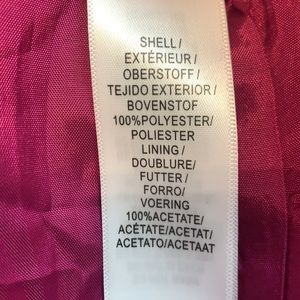 SHELL/
EXTÉRIEUR/
OBERSTOFF/
TEJIDO EXTERIOR/
BOVENSTOF
100%POLYESTER/
POLIESTER
LINING/
DOUBLURE/
FUTTER/
FORRO/
VOERING
100%ACETATE/
ACÉTATE/ACETAT/
ACETATO/ACETAAT